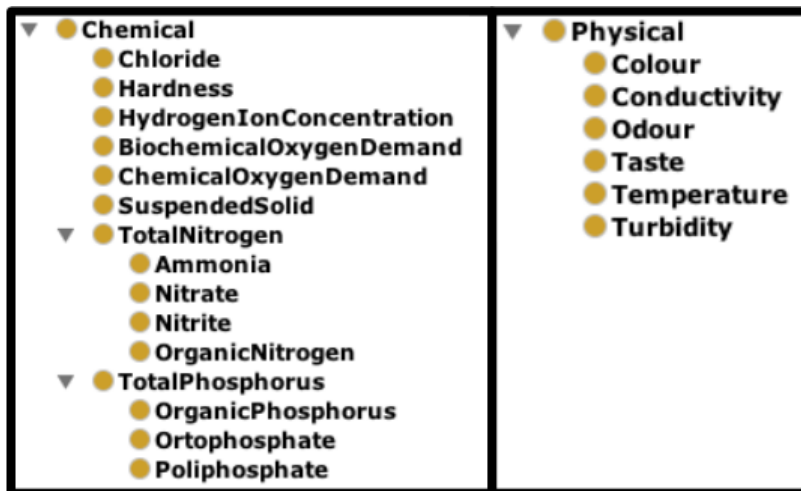 Chemical
Chloride
Hardness
HydrogenIonConcentration
BiochemicalOxygenDemand
ChemicalOxygenDemand
SuspendedSolid
TotalNitrogen
Ammonia
Nitrate
Nitrite
OrganicNitrogen
TotalPhosphorus
OrganicPhosphorus
Ortophosphate
Poliphosphate
Physical
Colour
Conductivity
Odour
Taste
Temperature
Turbidity